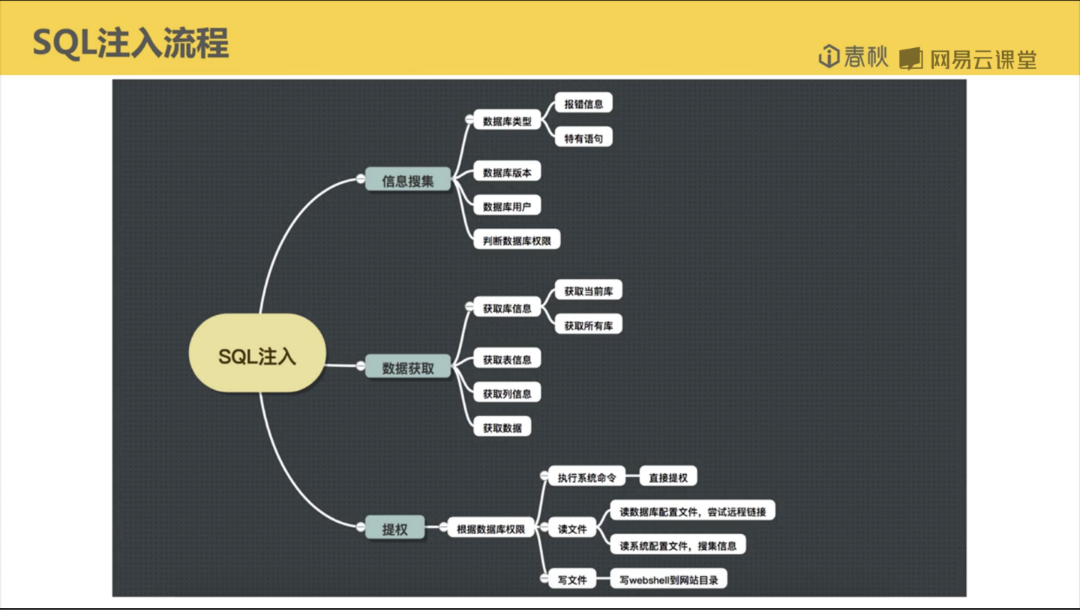 SQL注入流程
春秋 网易云课堂
报错信息
数据库类型
特有语句
信息搜集
数据库版本
数据库用户
判断数据库权限
获取当前库
获取库信息
获取所有库
SQL注入
数据获取
获取表信息
获取列信息
获取数据
执行系统命令 直接提权
读数据库配置文件，尝试远程链接
提权 根据数据库权限 读文件
读系统配置文件，搜集信息
写文件 写webshell到网站目录